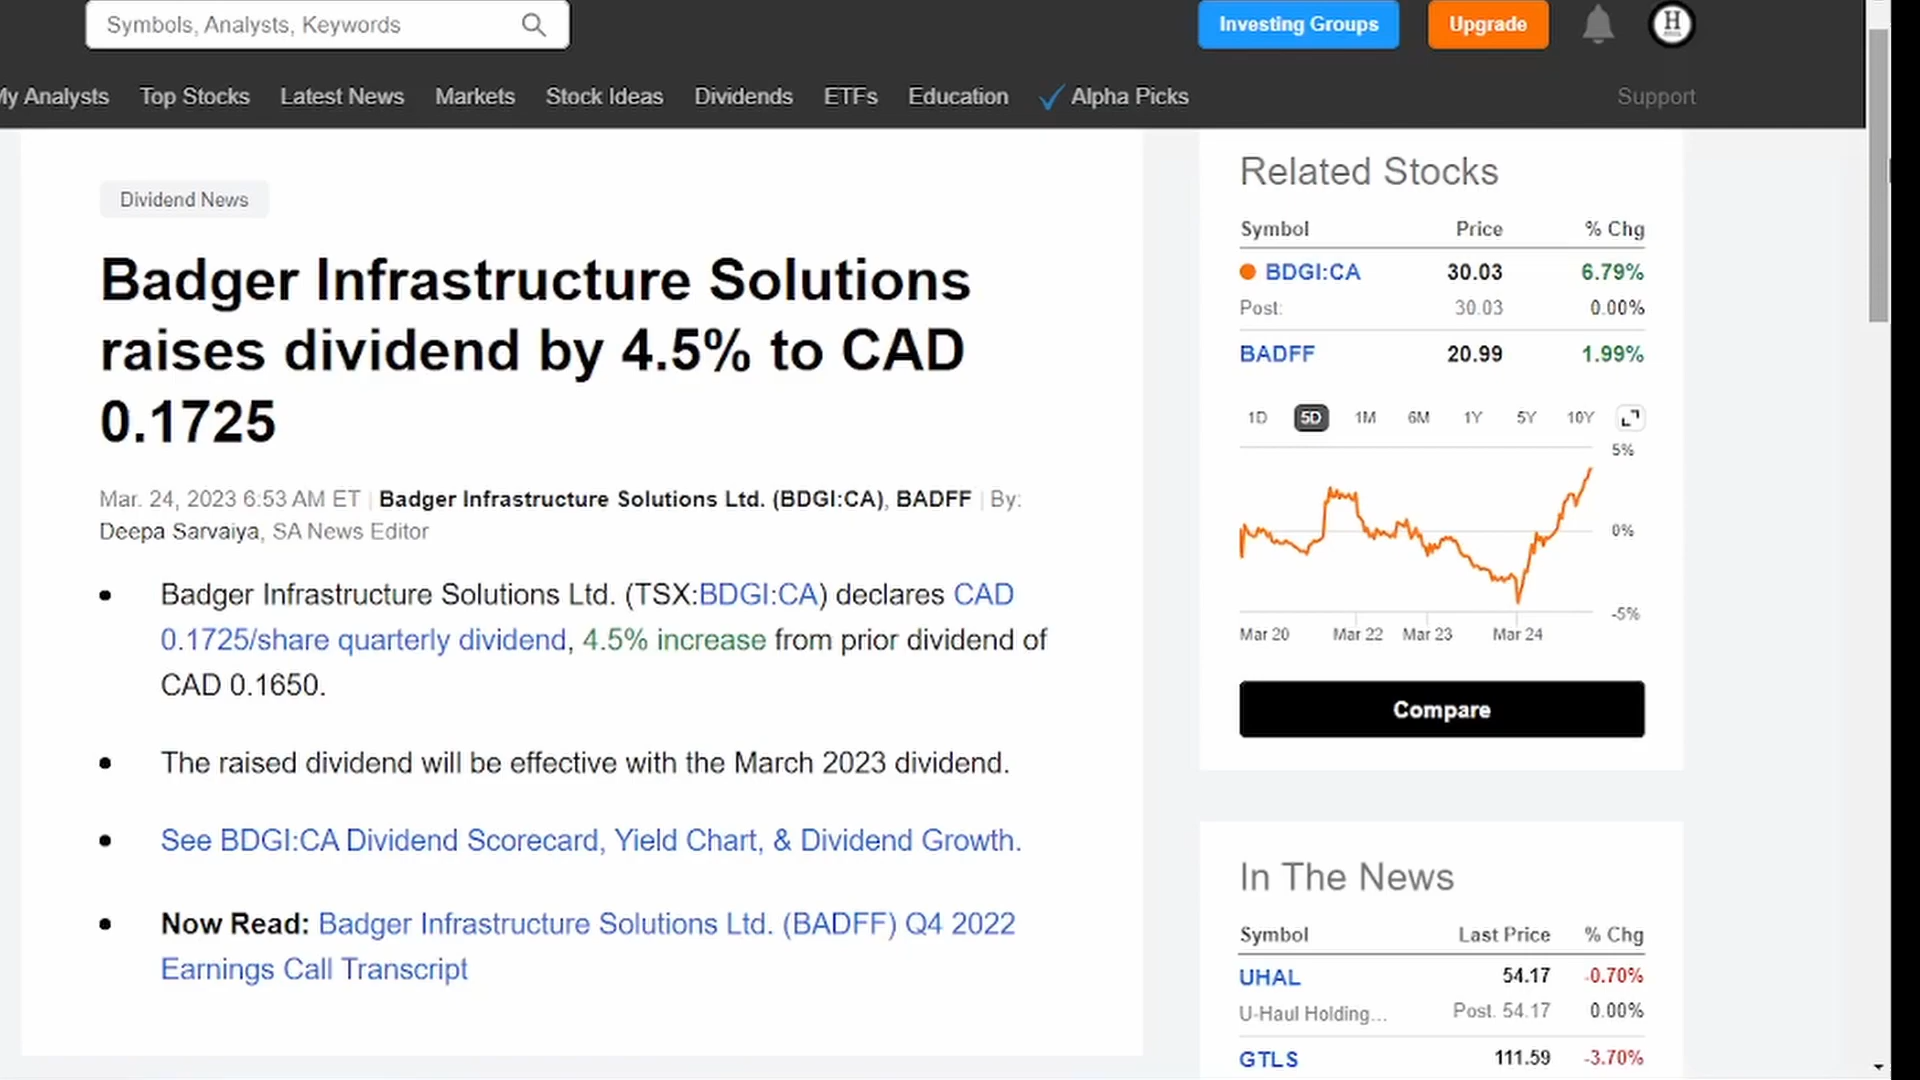 Symbols, Analysts, Keywords
Investing Groups
Upgrade
H
My Analysts Top Stocks Latest News Markets Stock Ideas Dividends ETFs Education Alpha Picks Support
Dividend News
Badger Infrastructure Solutions
raises dividend by 4.5% to CAD
0.1725
Mar. 24, 2023 6:53 AM ET | Badger Infrastructure Solutions Ltd. (BDGI:CA), BADFF | By:
Deepa Sarvaiya, SA News Editor
• Badger Infrastructure Solutions Ltd. (TSX:BDGI:CA) declares CAD
0.1725/share quarterly dividend, 4.5% increase from prior dividend of
CAD 0.1650.
• The raised dividend will be effective with the March 2023 dividend.
• See BDGI:CA Dividend Scorecard, Yield Chart, & Dividend Growth.
• Now Read: Badger Infrastructure Solutions Ltd. (BADFF) Q4 2022
Earnings Call Transcript
Related Stocks
Symbol Price % Chg
BDGI:CA 30.03 6.79%
Post: 30.03 0.00%
BADFF 20.99 1.99%
1D 5D 1M 6M 1Y 5Y 10Y
5%
0%
-5%
Mar 20 Mar 22 Mar 23 Mar 24
Compare
In The News
Symbol Last Price % Chg
UHAL 54.17 -0.70%
U-Haul Holding... Post. 54.17 0.00%
GTLS 111.59 -3.70%